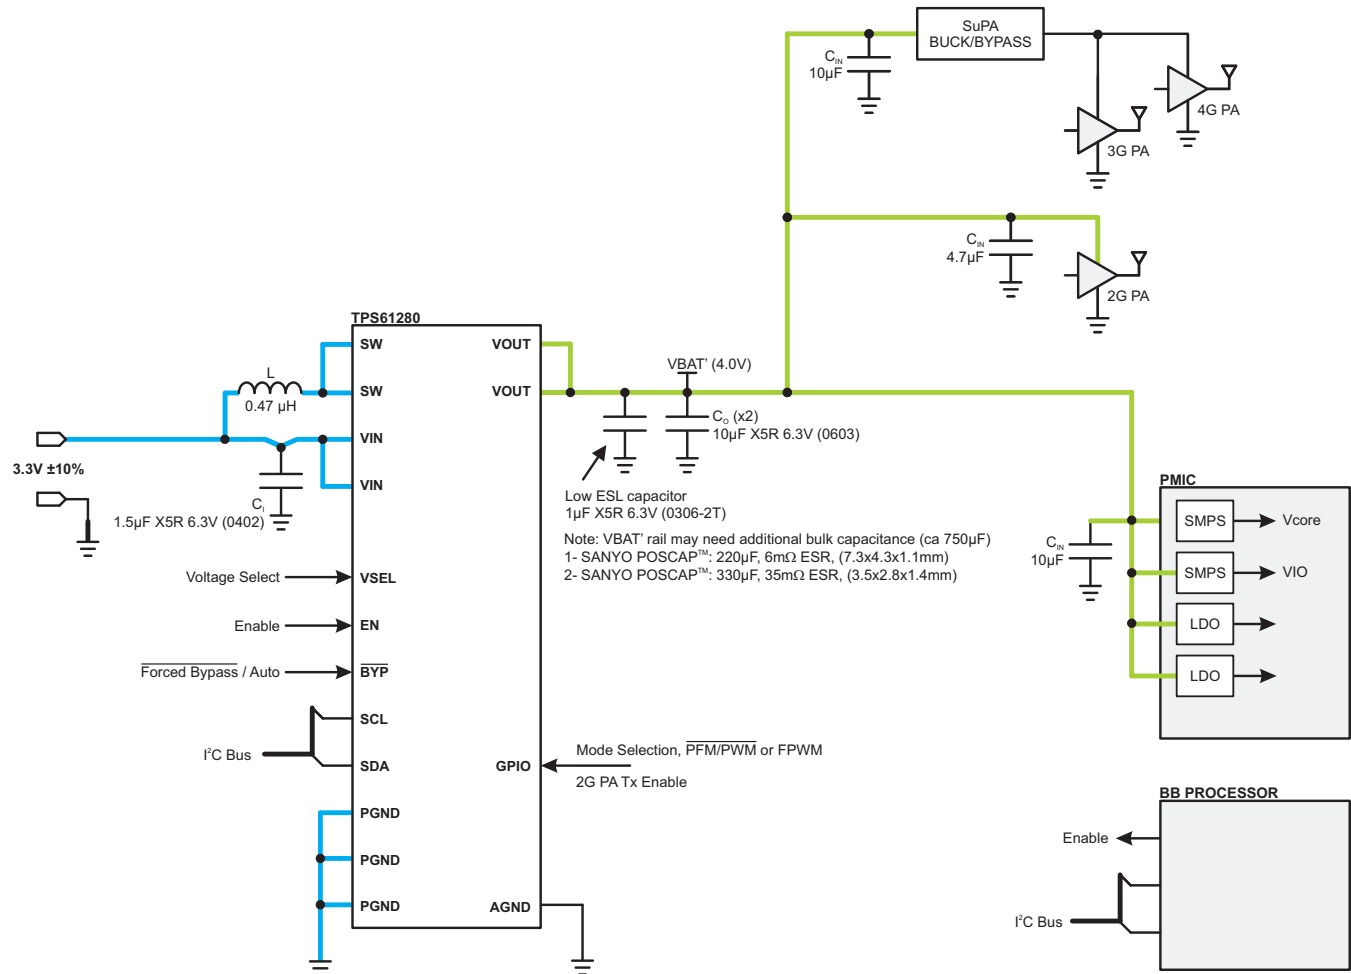 SuPA
BUCK/BYPASS
C_IN
10µF
4G PA
3G PA
C_IN
4.7µF
2G PA
TPS61280
SW
VOUT
VBAT' (4.0V)
L
SW
VOUT
0.47 µH
C_O (x2)
10µF X5R 6.3V (0603)
VIN
3.3V ±10%
VIN
C_I
1.5µF X5R 6.3V (0402)
Low ESL capacitor
1µF X5R 6.3V (0306-2T)
Note: VBAT' rail may need additional bulk capacitance (ca 750µF)
1- SANYO POSCAP™: 220µF, 6mΩ ESR, (7.3x4.3x1.1mm)
2- SANYO POSCAP™: 330µF, 35mΩ ESR, (3.5x2.8x1.4mm)
PMIC
SMPS
Vcore
C_IN
10µF
SMPS
VIO
LDO
LDO
Voltage Select
VSEL
Enable
EN
Forced Bypass / Auto
BYP
SCL
I²C Bus
SDA
GPIO
Mode Selection, PFM/PWM or FPWM
2G PA Tx Enable
PGND
PGND
PGND
AGND
BB PROCESSOR
Enable
I²C Bus